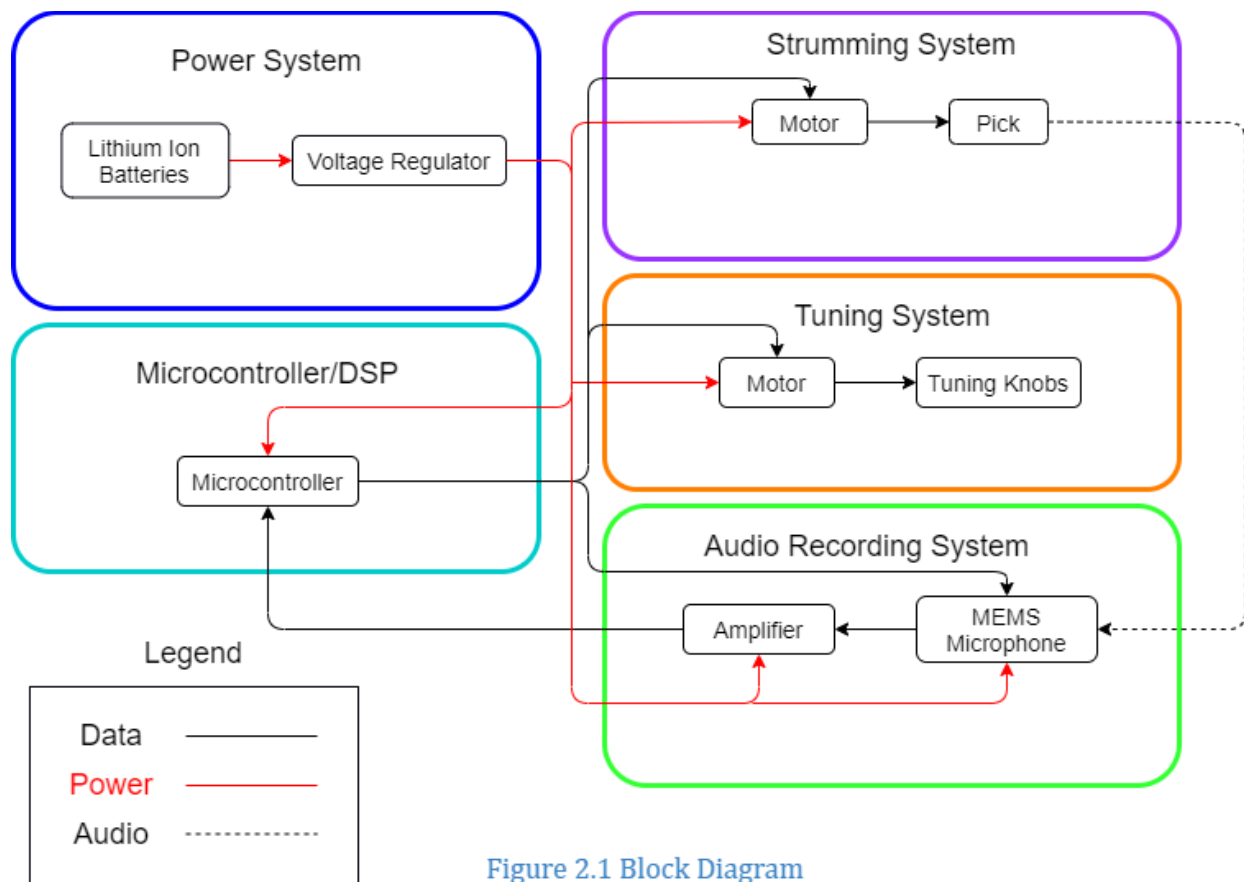 Power System
Lithium Ion
Batteries
Voltage Regulator
Strumming System
Motor
Pick
Tuning System
Motor
Tuning Knobs
Microcontroller/DSP
Microcontroller
Audio Recording System
Amplifier
MEMS
Microphone
Legend
Data
Power
Audio
Figure 2.1 Block Diagram